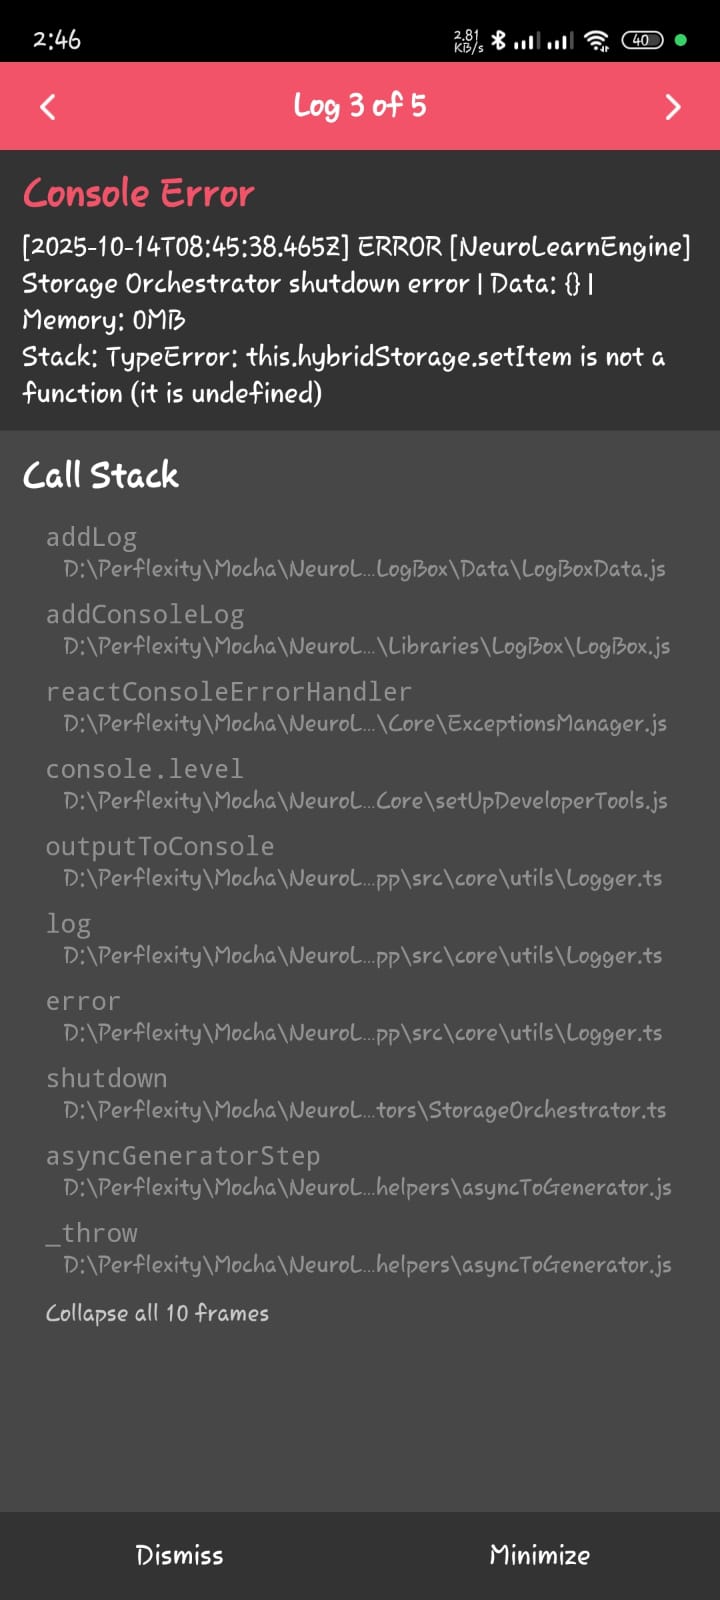 2:46
2.81
KB/s
40
Log 3 of 5
Console Error
[2025-10-14T08:45:38.465Z] ERROR [NeuroLearnEngine]
Storage Orchestrator shutdown error | Data: {} |
Memory: 0MB
Stack: TypeError: this.hybridStorage.setItem is not a
function (it is undefined)
Call Stack
addLog
D:\Perflexity\Mocha\NeuroL...LogBox\Data\LogBoxData.js
addConsoleLog
D:\Perflexity\Mocha\NeuroL...\Libraries\LogBox\LogBox.js
reactConsoleErrorHandler
D:\Perflexity\Mocha\NeuroL...\Core\ExceptionsManager.js
console.level
D:\Perflexity\Mocha\NeuroL...Core\setUpDeveloperTools.js
outputToConsole
D:\Perflexity\Mocha\NeuroL...pp\src\core\utils\Logger.ts
log
D:\Perflexity\Mocha\NeuroL...pp\src\core\utils\Logger.ts
error
D:\Perflexity\Mocha\NeuroL...pp\src\core\utils\Logger.ts
shutdown
D:\Perflexity\Mocha\NeuroL...tors\StorageOrchestrator.ts
asyncGeneratorStep
D:\Perflexity\Mocha\NeuroL...helpers\asyncToGenerator.js
_throw
D:\Perflexity\Mocha\NeuroL...helpers\asyncToGenerator.js
Collapse all 10 frames
Dismiss
Minimize